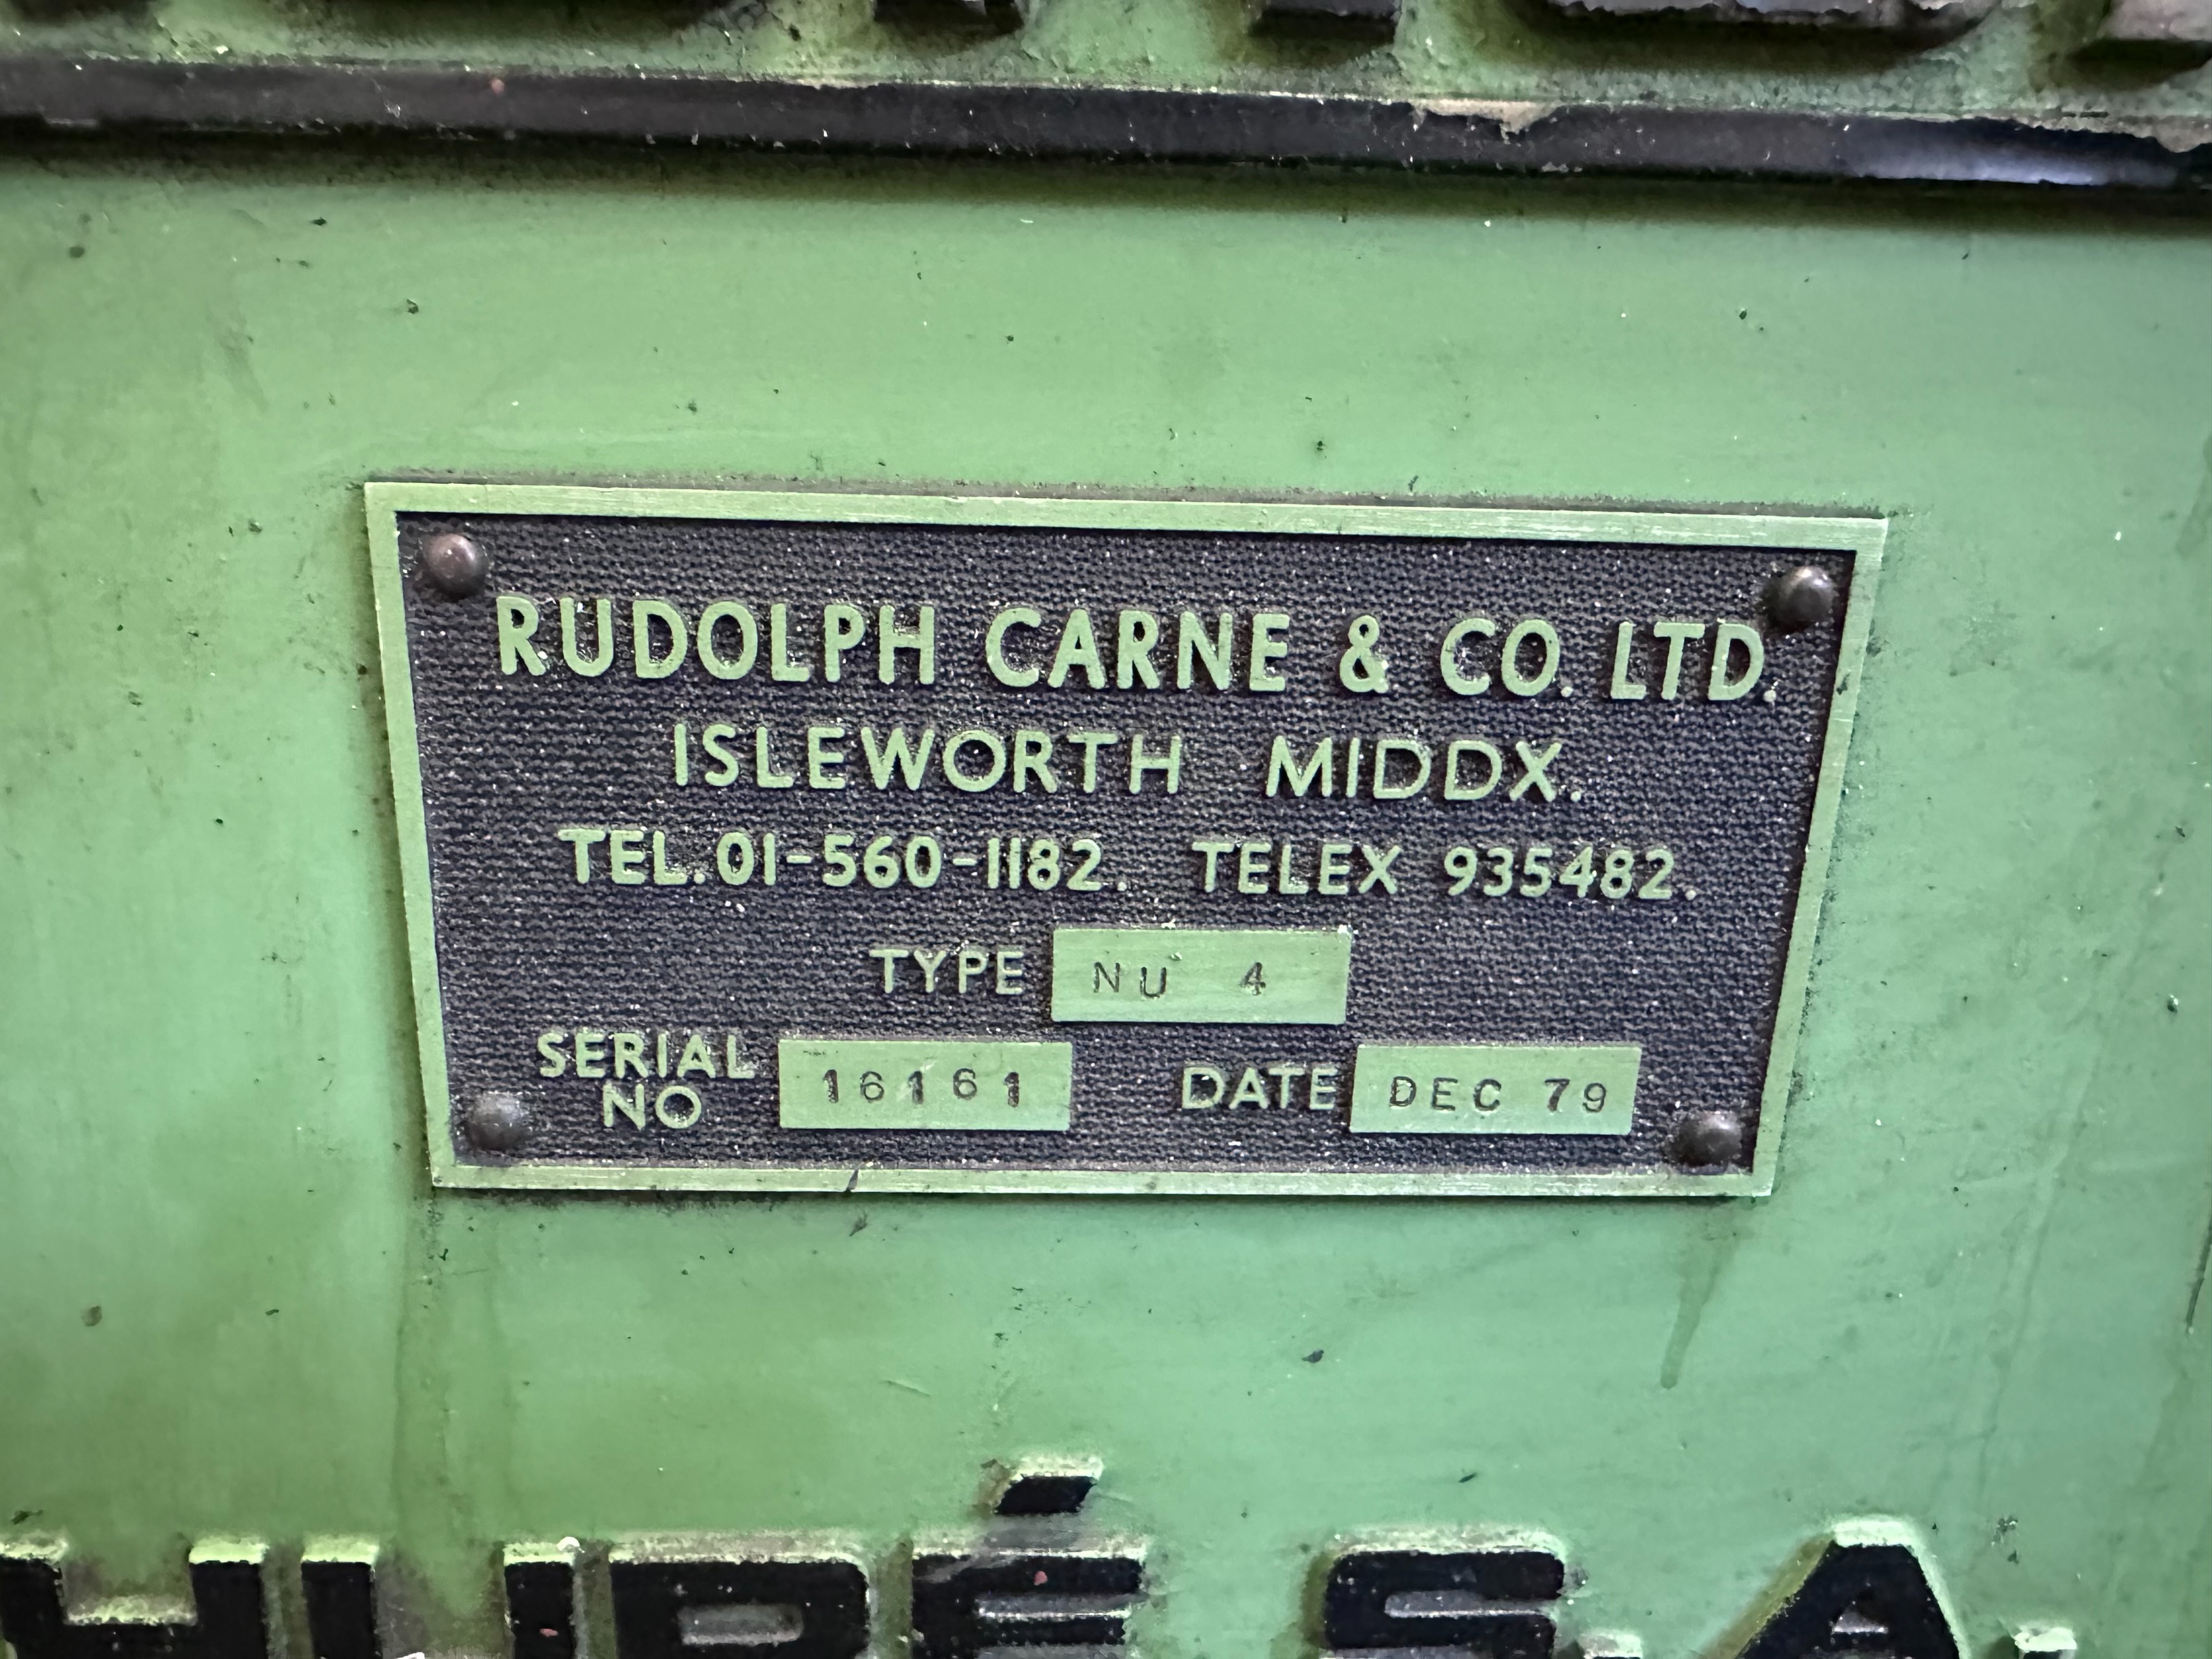 RUDOLPH CARNE & CO. LTD.
ISLEWORTH MIDDX.
TEL. 01-560-1182. TELEX 935482.
TYPE NU 4
SERIAL NO 16161 DATE DEC 79
HURÉ S.A.